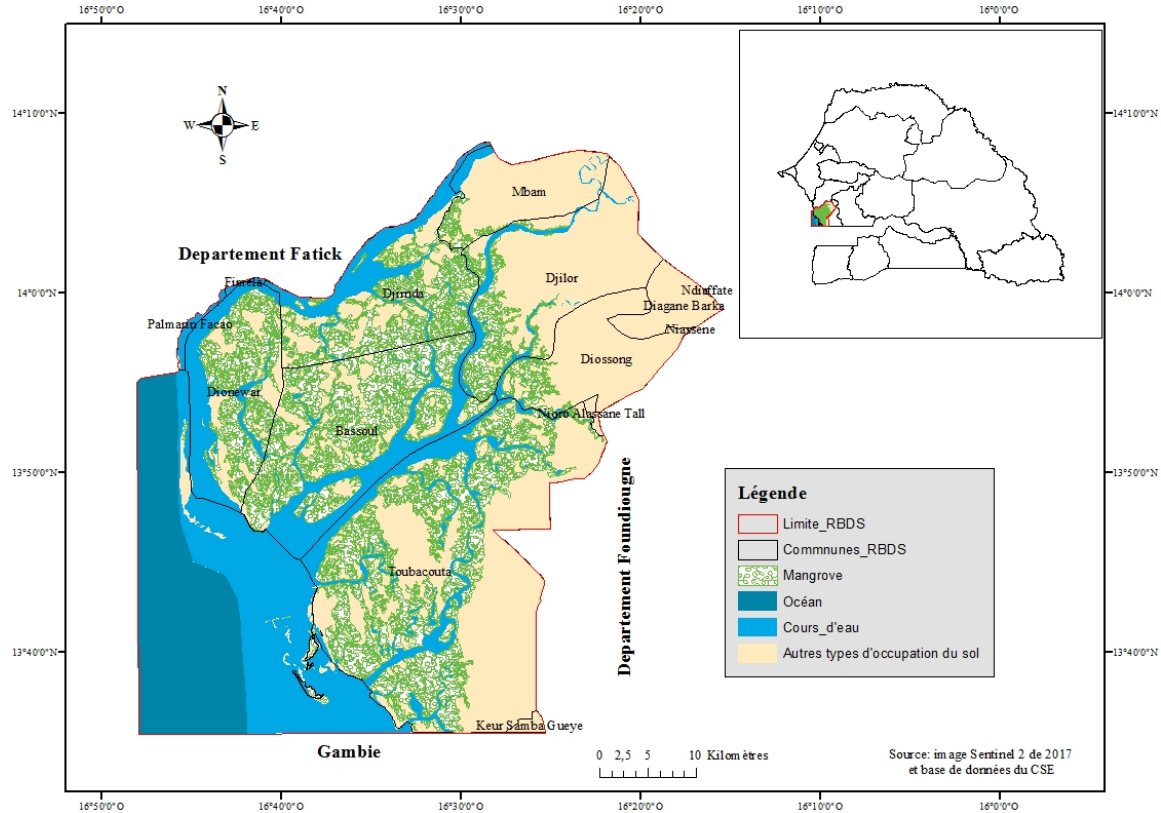 16°50'0"O 16°40'0"O 16°30'0"O 16°20'0"O 16°10'0"O 16°0'0"O
14°10'0"N 14°10'0"N
N
W E
S
Mbam
Departement Fatick
Djilor
Fimela
Djirnda
Ndiaffate
14°0'0"N 14°0'0"N
Diagane Barka
Palmarin Facao
Niassene
Diossong
Dionewar
Nioro Alassane Tall
Bassoul
13°50'0"N 13°50'0"N
Departement Foundiougne
Légende
Limite_RBDS
Commnunes_RBDS
Mangrove
Océan
Cours_d'eau
Autres types d'occupation du sol
Toubacouta
13°40'0"N 13°40'0"N
Keur Samba Gueye
Gambie
0 2,5 5 10 Kilomètres
Source: image Sentinel 2 de 2017
et base de données du CSE
16°50'0"O 16°40'0"O 16°30'0"O 16°20'0"O 16°10'0"O 16°0'0"O